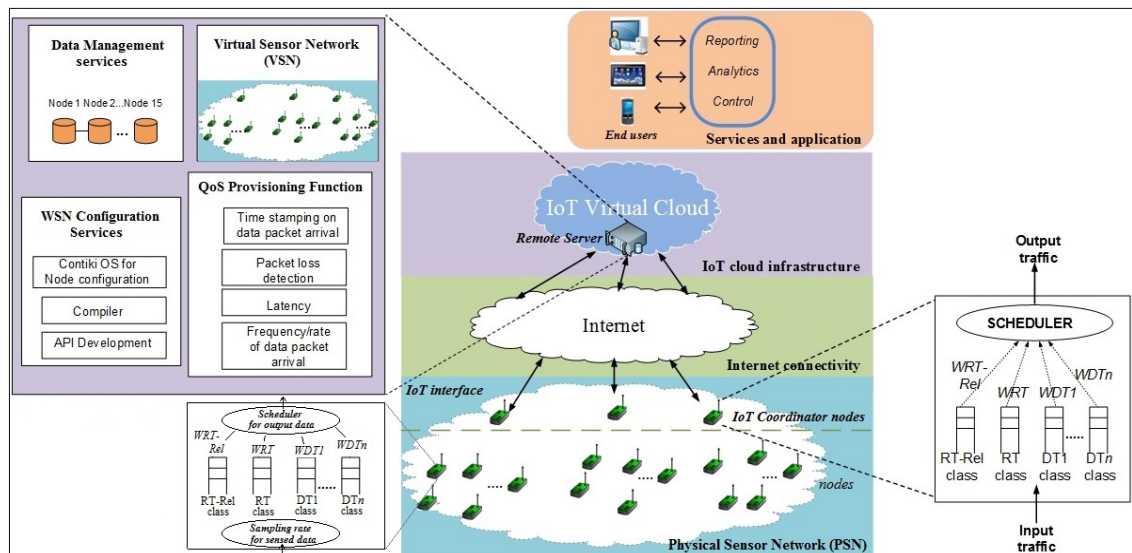 Data Management
services
Node 1 Node 2...Node 15
Virtual Sensor Network
(VSN)
WSN Configuration
Services
Contiki OS for
Node configuration
Compiler
API Development
QoS Provisioning Function
Time stamping on
data packet arrival
Packet loss
detection
Latency
Frequency/rate
of data packet
arrival
Reporting
Analytics
Control
End users
Services and application
IoT Virtual Cloud
Remote Server
IoT cloud infrastructure
Internet
Internet connectivity
IoT interface
IoT Coordinator nodes
nodes
Physical Sensor Network (PSN)
Scheduler
for output data
WRT-
Rel
WRT
WDT1
WDTn
RT-Rel
class
RT
class
DT1
class
DTn
class
Sampling rate
for sensed data
Output
traffic
SCHEDULER
WRT-
Rel
WRT
WDT1
WDTn
RT-Rel
class
RT
class
DT1
class
DTn
class
Input
traffic